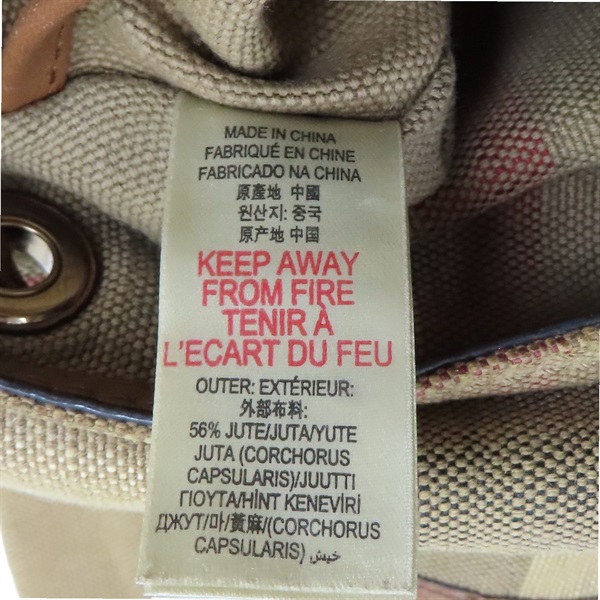 MADE IN CHINA
FABRIQUÉ EN CHINE
FABRICADO NA CHINA
原產地 中國
원산지: 중국
原产地 中国
KEEP AWAY
FROM FIRE
TENIR À
L'ECART DU FEU
OUTER: EXTÉRIEUR:
外部布料:
56% JUTE/JUTA/YUTE
JUTA (CORCHORUS
CAPSULARIS)/JUUTTI
ΓΙΟΥΤΑ/HİNT KENEVİRİ
ДЖУТ/마/黃麻/(CORCHORUS
CAPSULARIS) خيش